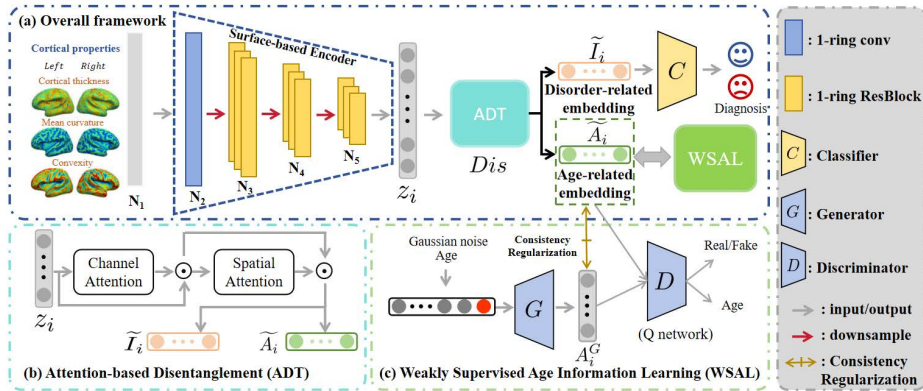 (a) Overall framework
Cortical properties
Left Right
Cortical thickness
Mean curvature
Convexity
N1
Surface-based Encoder
N2
N3
N4
N5
z_i
ADT
Dis
Ĩ_i
Disorder-related
embedding
Ã_i
Age-related
embedding
C
Diagnosis
WSAL
z_i
Channel
Attention
Spatial
Attention
Ĩ_i
Ã_i
(b) Attention-based Disentanglement (ADT)
Gaussian noise
Age
Consistency
Regularization
G
A_i^G
D
(Q network)
Real/Fake
Age
(c) Weakly Supervised Age Information Learning (WSAL)
: 1-ring conv
: 1-ring ResBlock
C : Classifier
G : Generator
D : Discriminator
: input/output
: downsample
: Consistency
Regularization